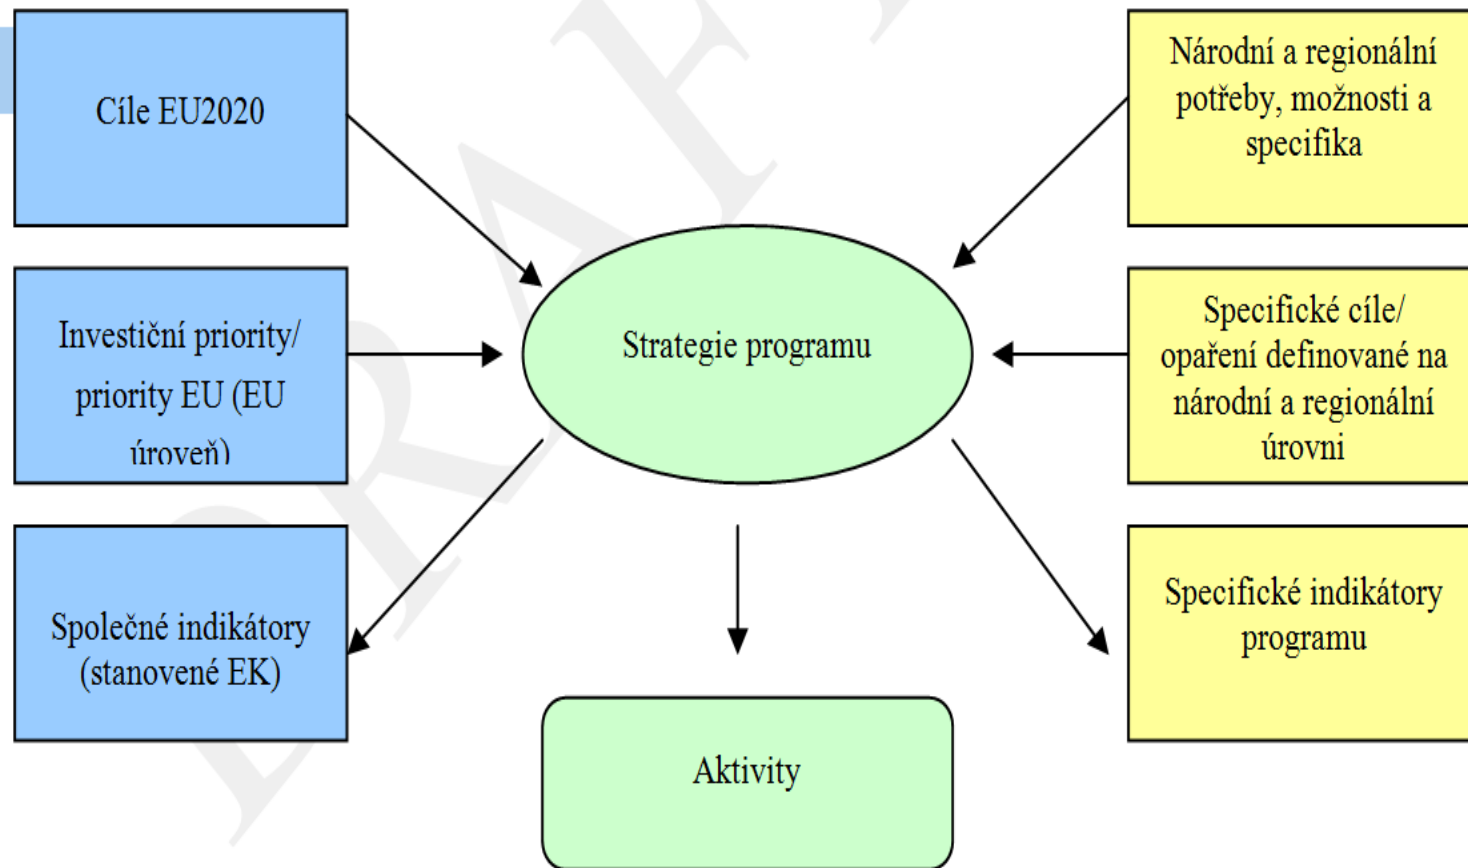 Cíle EU2020
Národní a regionální
potřeby, možnosti a
specifika
Investiční priority/
priority EU (EU
úroveň)
Strategie programu
Specifické cíle/
opaření definované na
národní a regionální
úrovni
Společné indikátory
(stanovené EK)
Specifické indikátory
programu
Aktivity
DRAFT